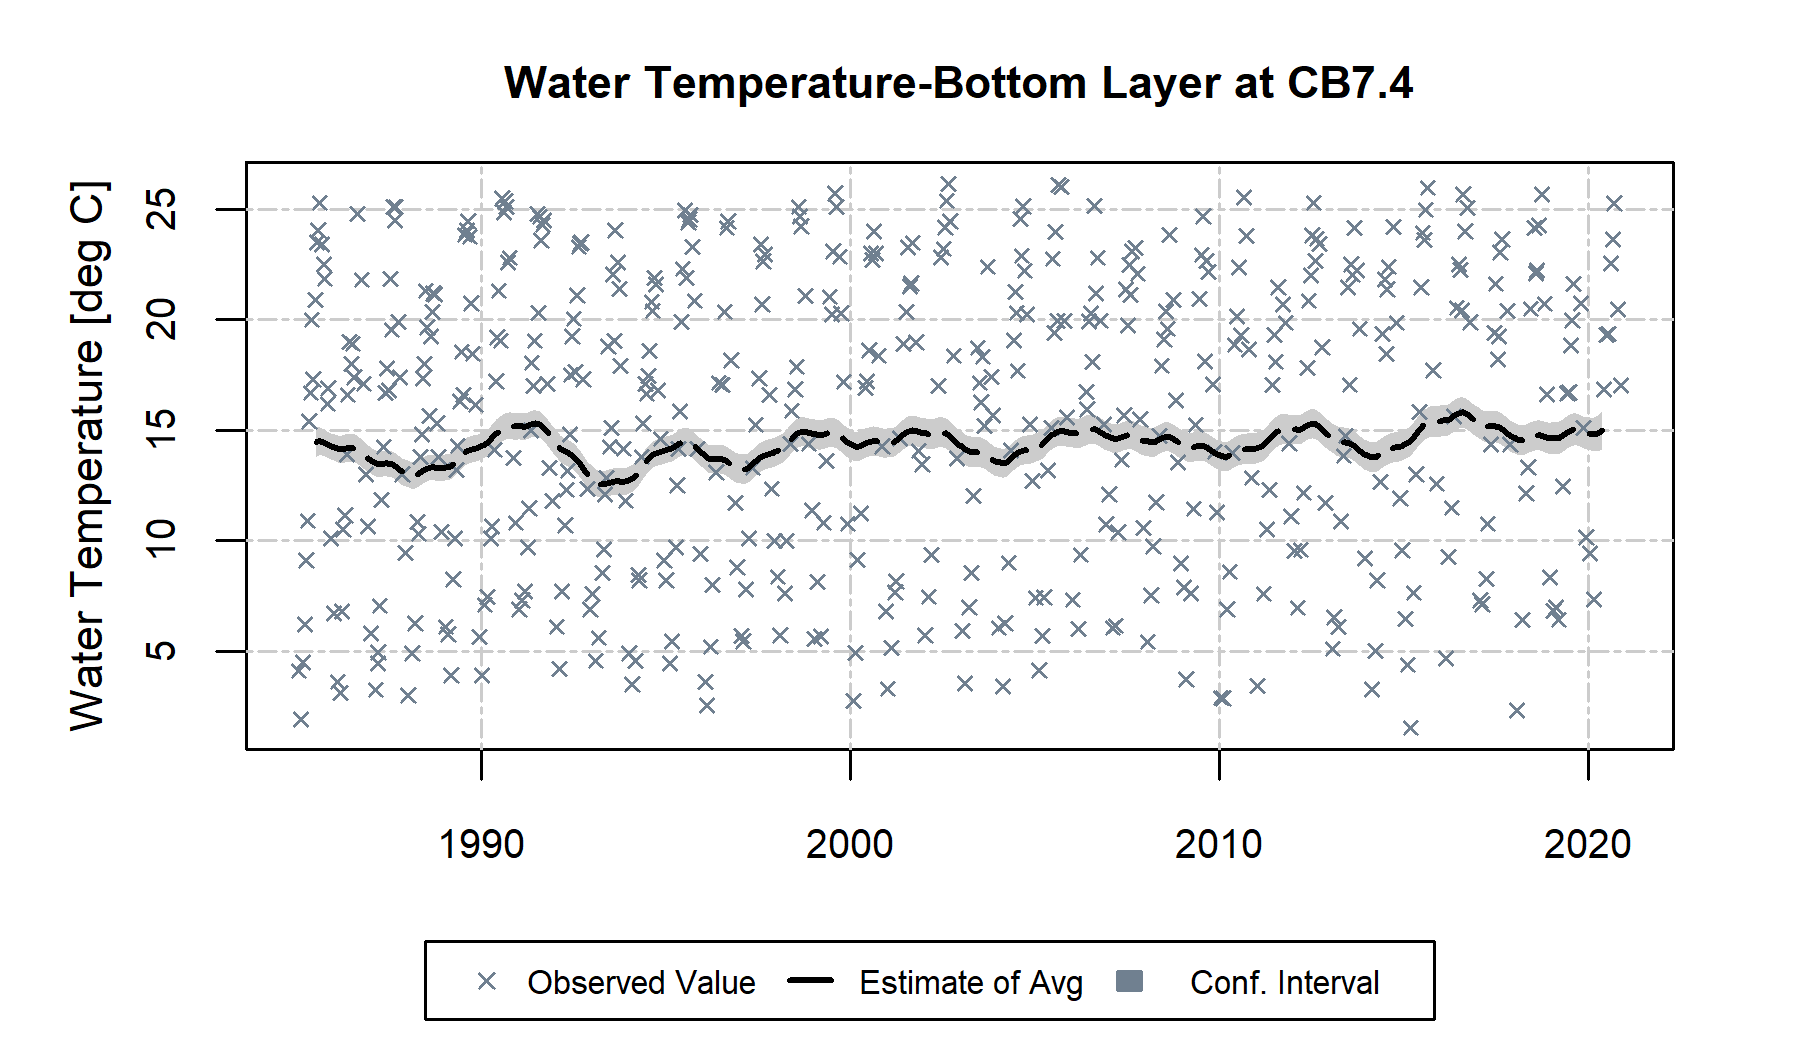 Water Temperature-Bottom Layer at CB7.4
Water Temperature [deg C]
25
20
15
10
5
1990 2000 2010 2020
Observed Value Estimate of Avg Conf. Interval